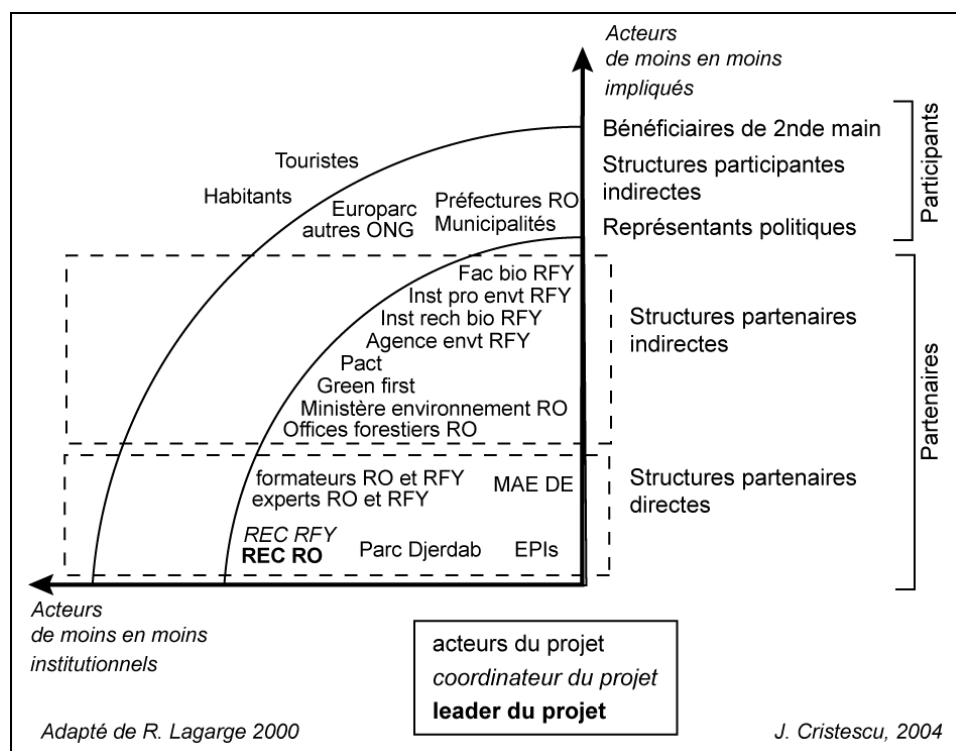 Acteurs
de moins en moins
impliqués
Bénéficiaires de 2nde main
Touristes
Structures participantes
indirectes
Habitants
Europarc
autres ONG
Préfectures RO
Municipalités
Représentants politiques
Participants
Fac bio RFY
Inst pro envt RFY
Inst rech bio RFY
Agence envt RFY
Pact
Green first
Ministère environnement RO
Offices forestiers RO
Structures partenaires
indirectes
Partenaires
formateurs RO et RFY
experts RO et RFY
MAE DE
Structures partenaires
directes
REC RFY
REC RO
Parc Djerdab
EPIs
Acteurs
de moins en moins
institutionnels
acteurs du projet
coordinateur du projet
leader du projet
Adapté de R. Lagarge 2000
J. Cristescu, 2004